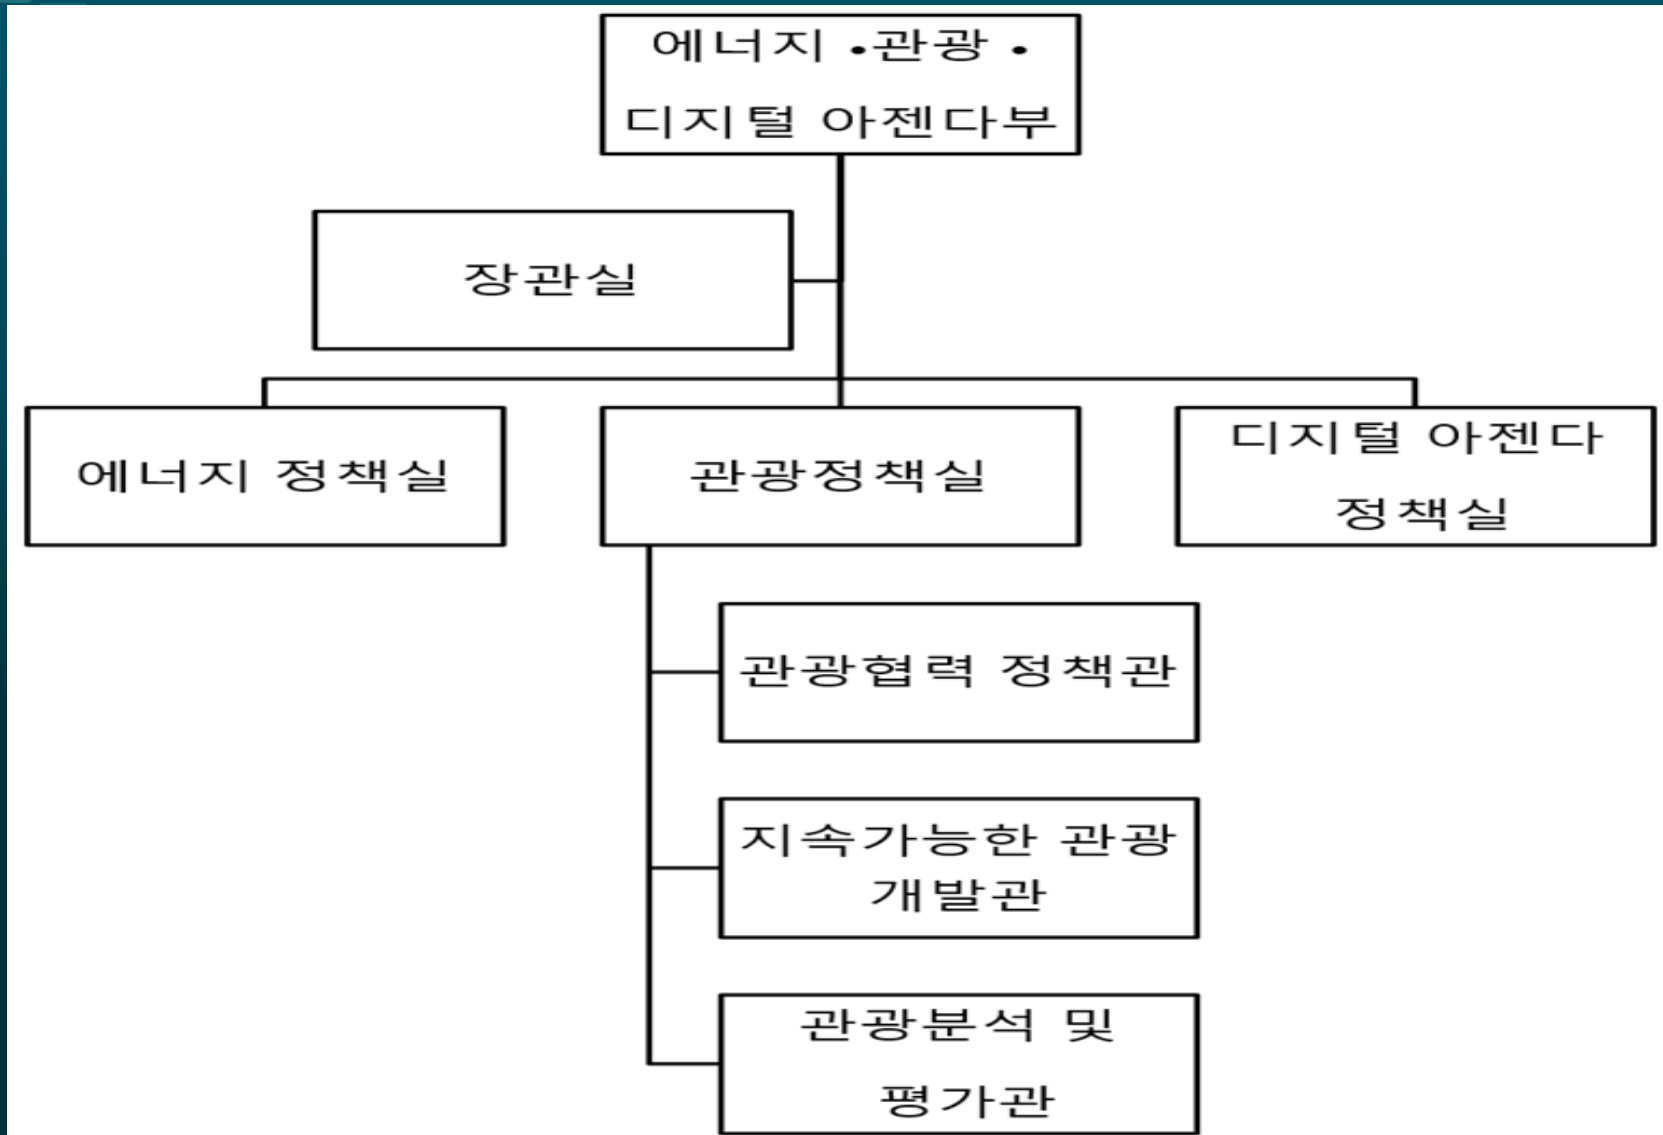 에너지 •관광 •
디지털 아젠다부
장관실
에너지 정책실
관광정책실
디지털 아젠다
정책실
관광협력 정책관
지속가능한 관광
개발관
관광분석 및
평가관